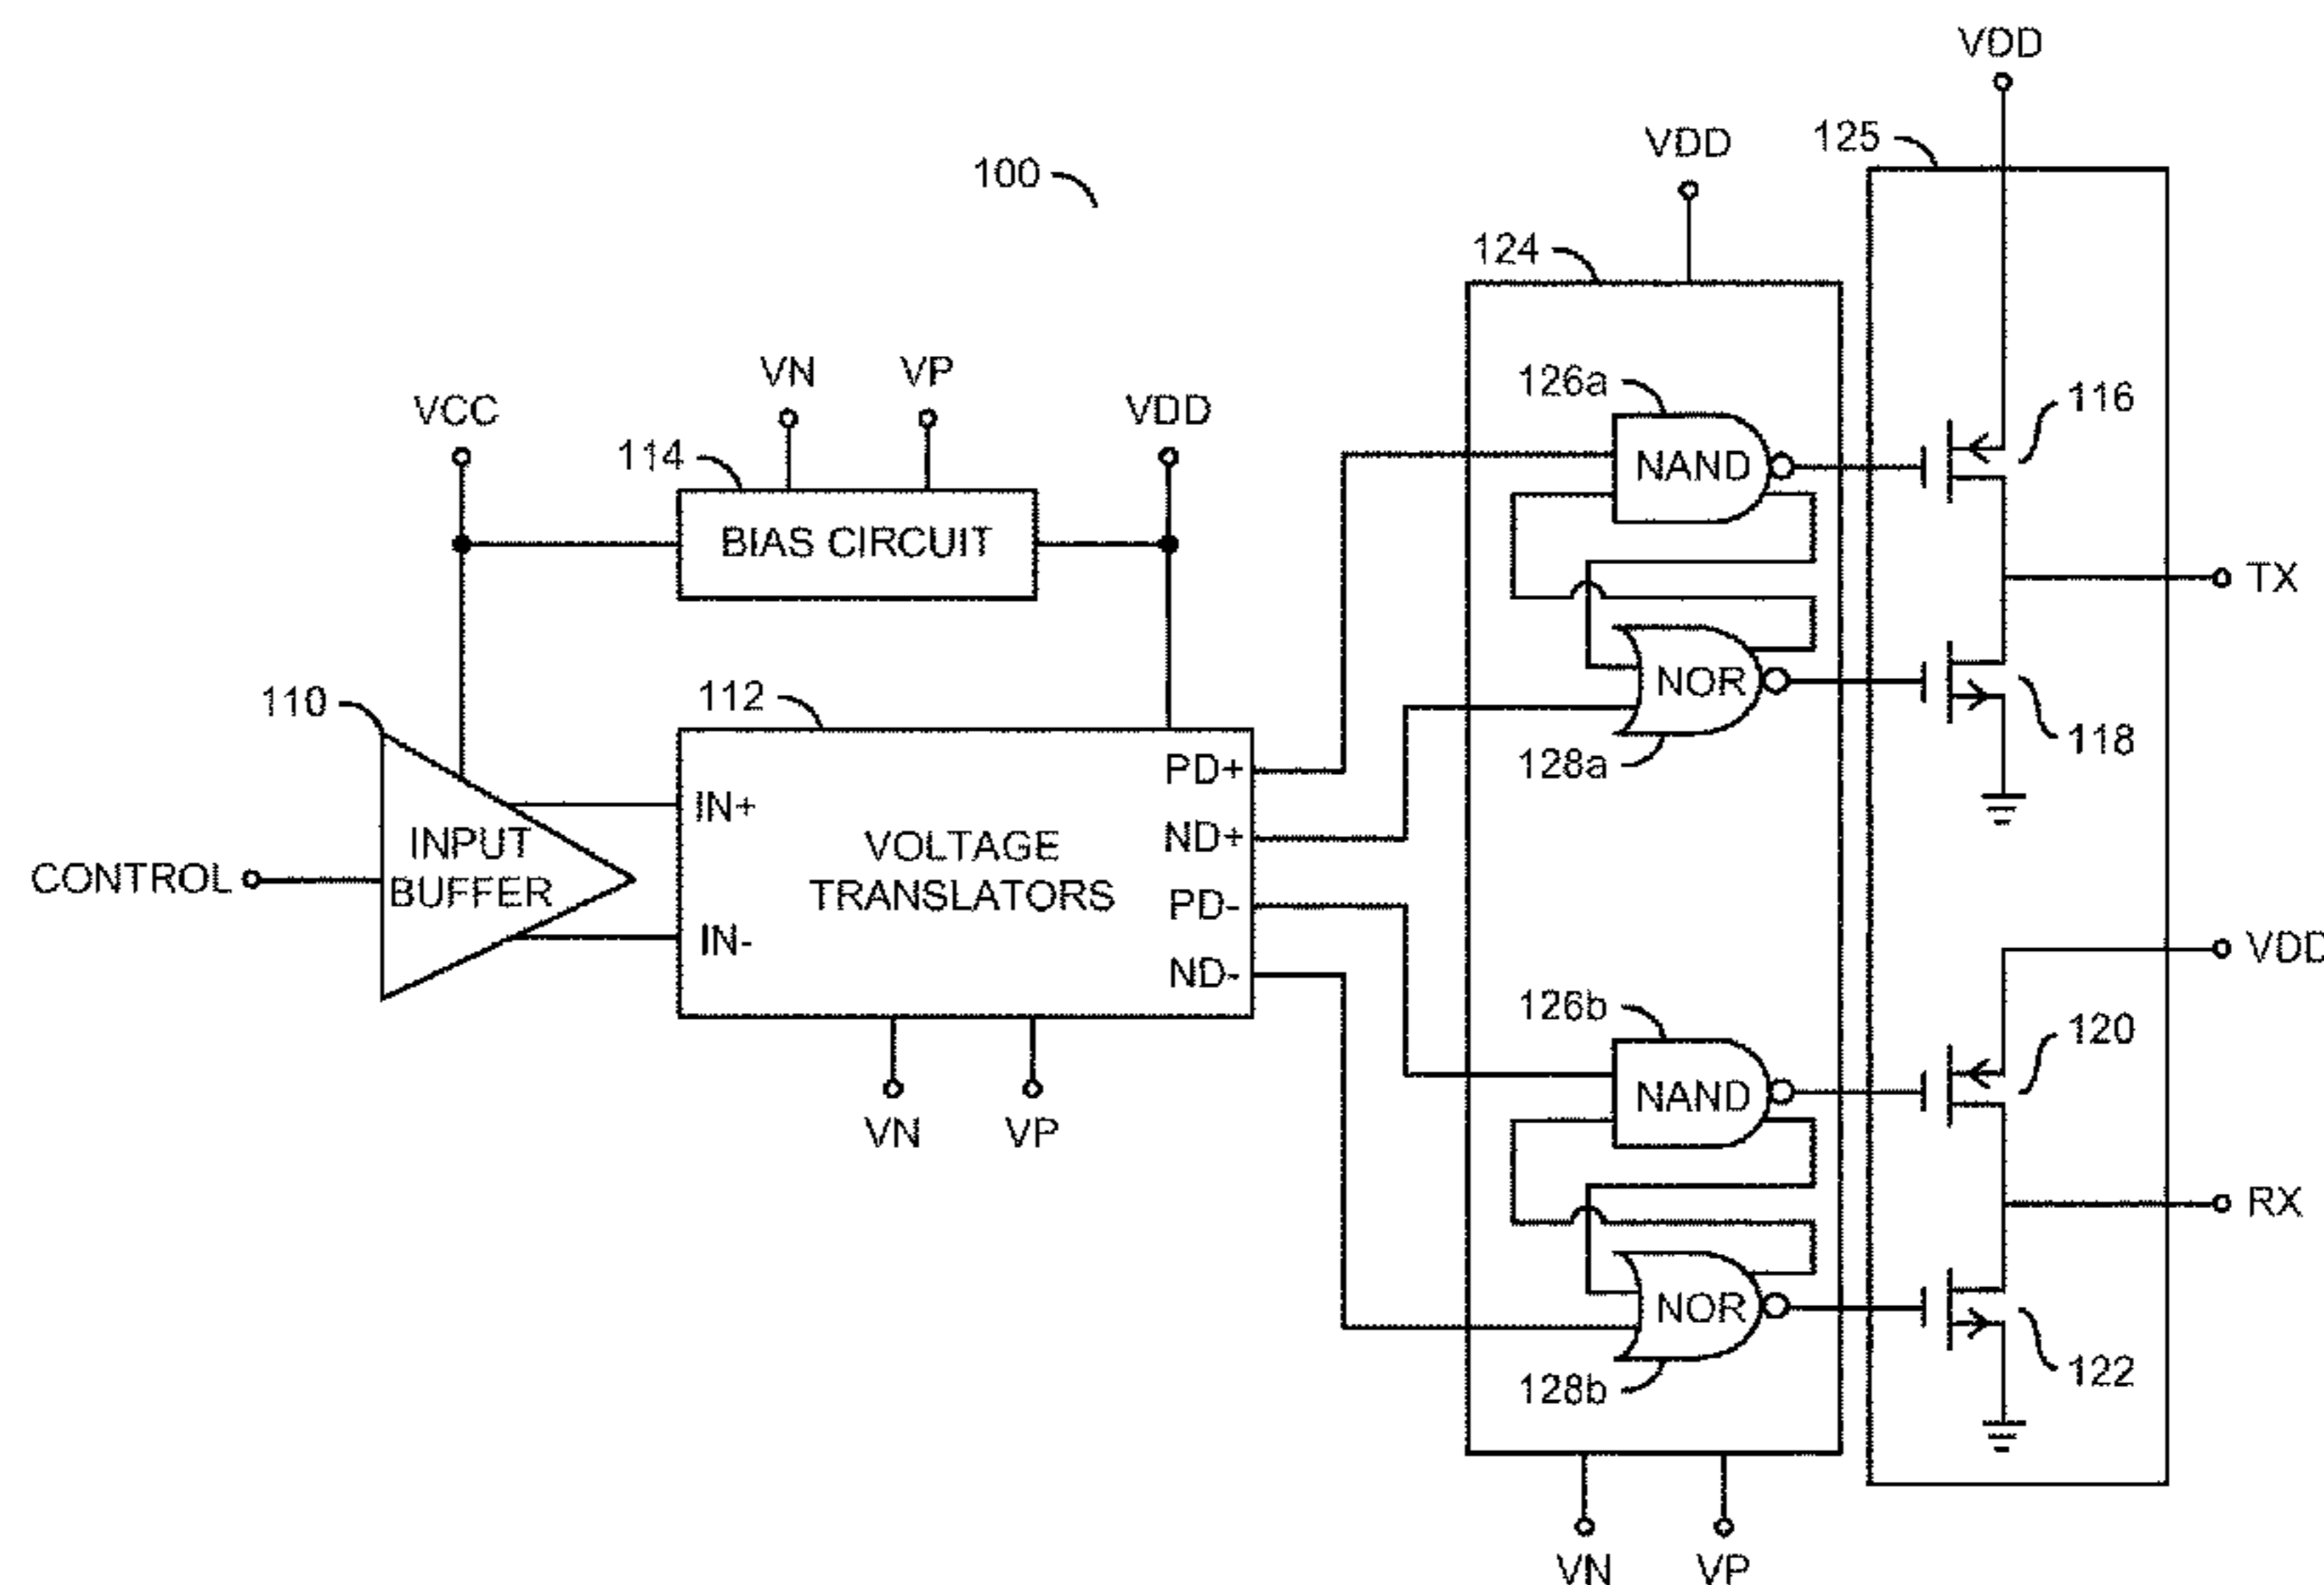 VDD
125
VDD
100
124
VN
VP
126a
116
VCC
VDD
114
NAND
BIAS CIRCUIT
TX
112
NOR
110
118
128a
PD+
IN+
ND+
INPUT
BUFFER
VOLTAGE
TRANSLATORS
CONTROL
PD-
IN-
VDD
ND-
126b
120
NAND
VN
VP
RX
NOR
122
128b
VN
VP